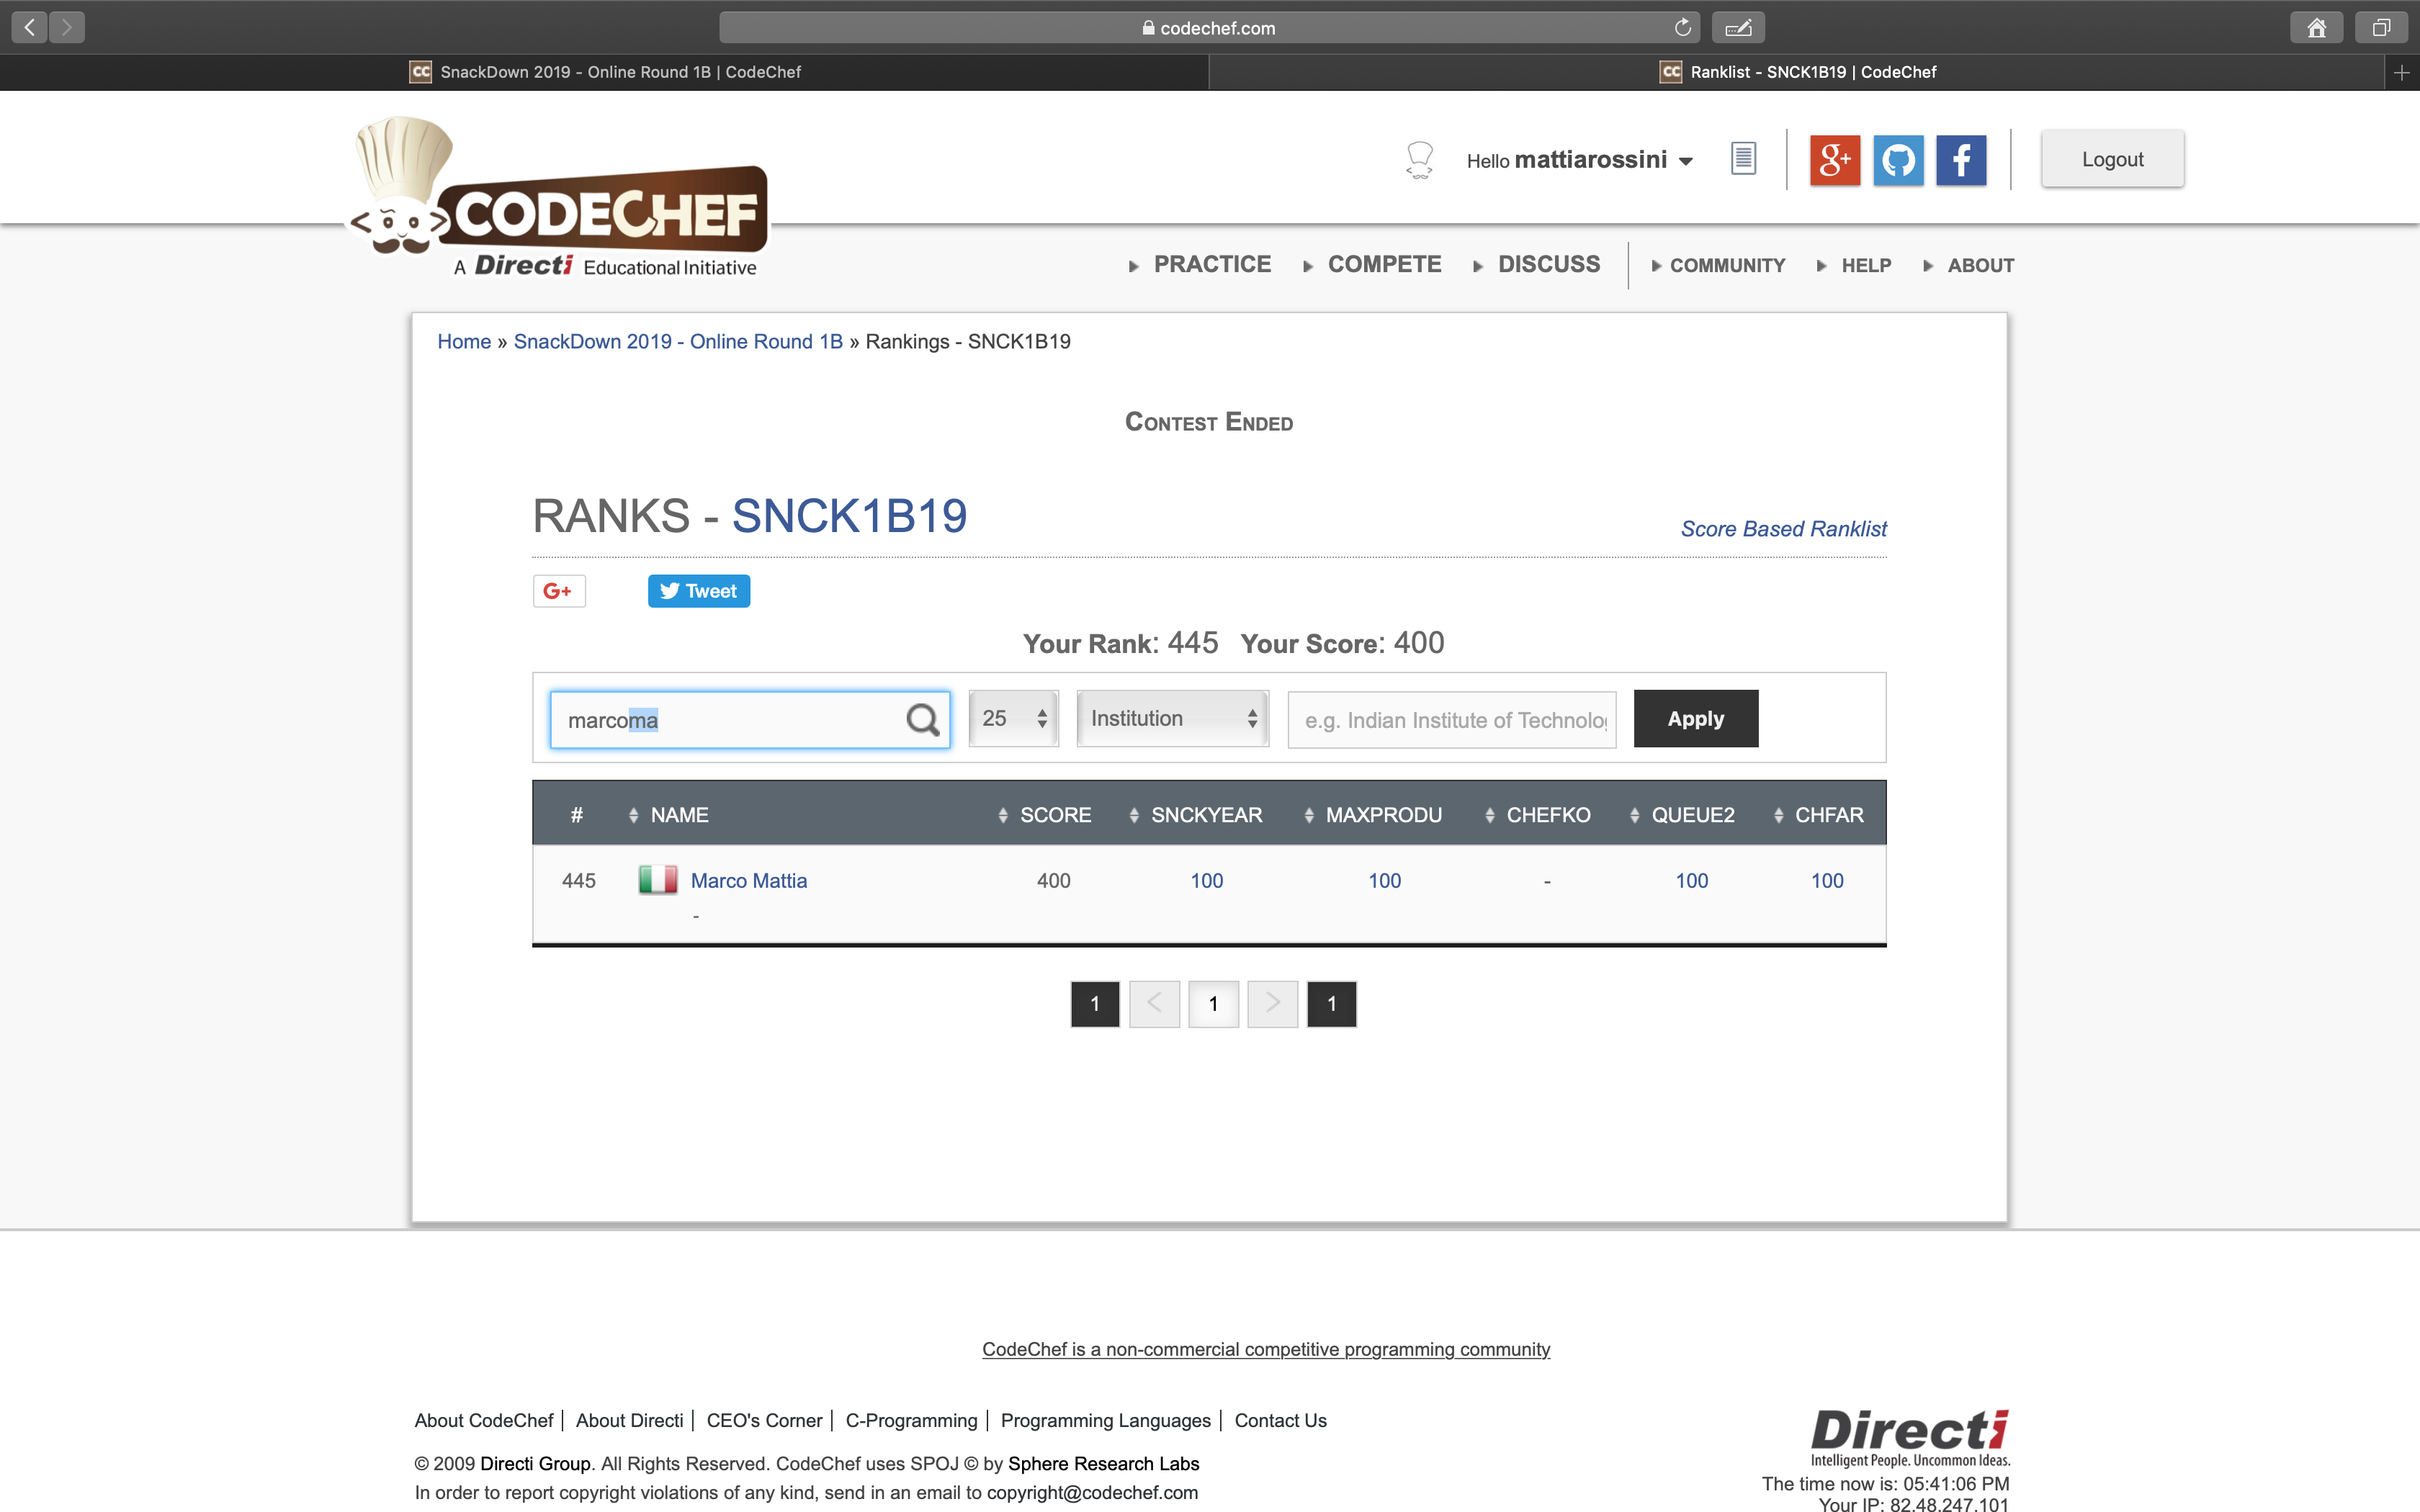 codechef.com
SnackDown 2019 - Online Round 1B | CodeChef
Ranklist - SNCK1B19 | CodeChef
CODECHEF
A Directi Educational Initiative
Hello mattiarossini
Logout
PRACTICE COMPETE DISCUSS COMMUNITY HELP ABOUT
Home » SnackDown 2019 - Online Round 1B » Rankings - SNCK1B19
Contest Ended
RANKS - SNCK1B19
Score Based Ranklist
G+ Tweet
Your Rank: 445 Your Score: 400
marcoma 25 Institution e.g. Indian Institute of Technolo Apply
# NAME SCORE SNCKYEAR MAXPRODU CHEFKO QUEUE2 CHFAR
445 Marco Mattia 400 100 100 - 100 100
-
1 < 1 > 1
CodeChef is a non-commercial competitive programming community
About CodeChef | About Directi | CEO's Corner | C-Programming | Programming Languages | Contact Us
© 2009 Directi Group. All Rights Reserved. CodeChef uses SPOJ © by Sphere Research Labs
In order to report copyright violations of any kind, send in an email to copyright@codechef.com
Directi
Intelligent People. Uncommon Ideas.
The time now is: 05:41:06 PM
Your IP: 82.48.247.101